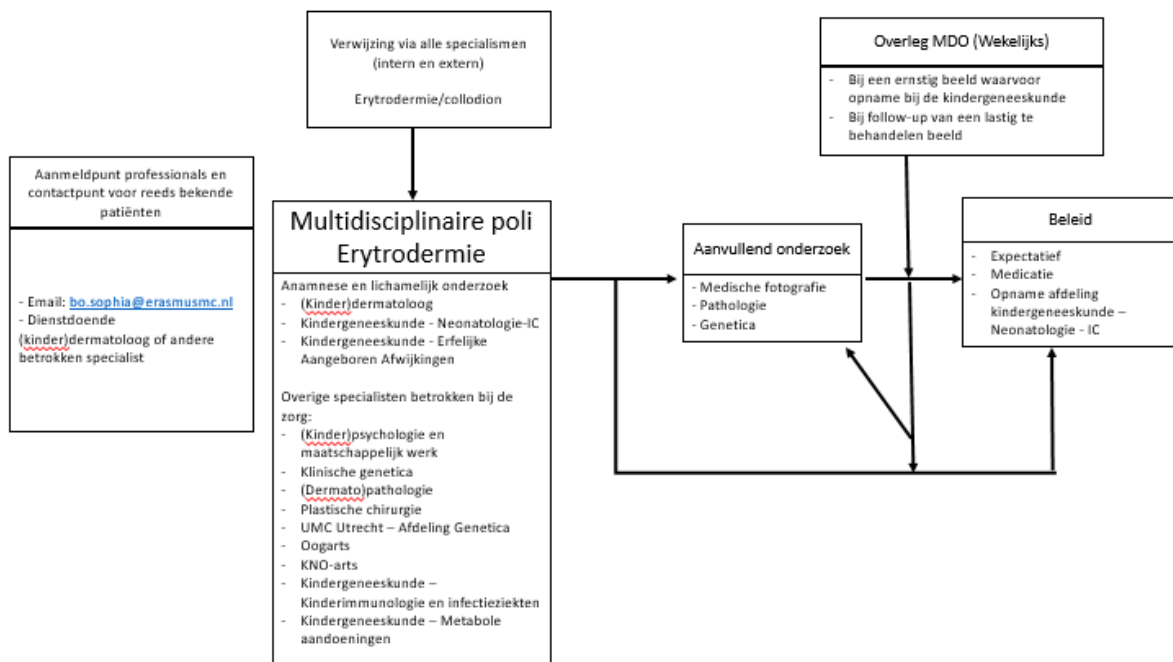 Verwijzing via alle specialismen
(intern en extern)
Erytrodermie/collodion
Overleg MDO (Wekelijks)
- Bij een ernstig beeld waarvoor
opname bij de kindergeneeskunde
- Bij follow-up van een lastig te
behandelen beeld
Aanmeldpunt professionals en
contactpunt voor reeds bekende
patiënten
- Email: bo.sophia@erasmusmc.nl
- Dienstdoende
(kinder)dermatoloog of andere
betrokken specialist
Multidisciplinaire poli
Erytrodermie
Anamnese en lichamelijk onderzoek
- (Kinder)dermatoloog
- Kindergeneeskunde - Neonatologie-IC
- Kindergeneeskunde - Erfelijke
Aangeboren Afwijkingen
Overige specialisten betrokken bij de
zorg:
- (Kinder)psychologie en
maatschappelijk werk
- Klinische genetica
- (Dermato)pathologie
- Plastische chirurgie
- UMC Utrecht – Afdeling Genetica
- Oogarts
- KNO-arts
- Kindergeneeskunde –
Kinderimmunologie en infectieziekten
- Kindergeneeskunde – Metabole
aandoeningen
Aanvullend onderzoek
- Medische fotografie
- Pathologie
- Genetica
Beleid
- Expectatief
- Medicatie
- Opname afdeling
kindergeneeskunde –
Neonatologie - IC